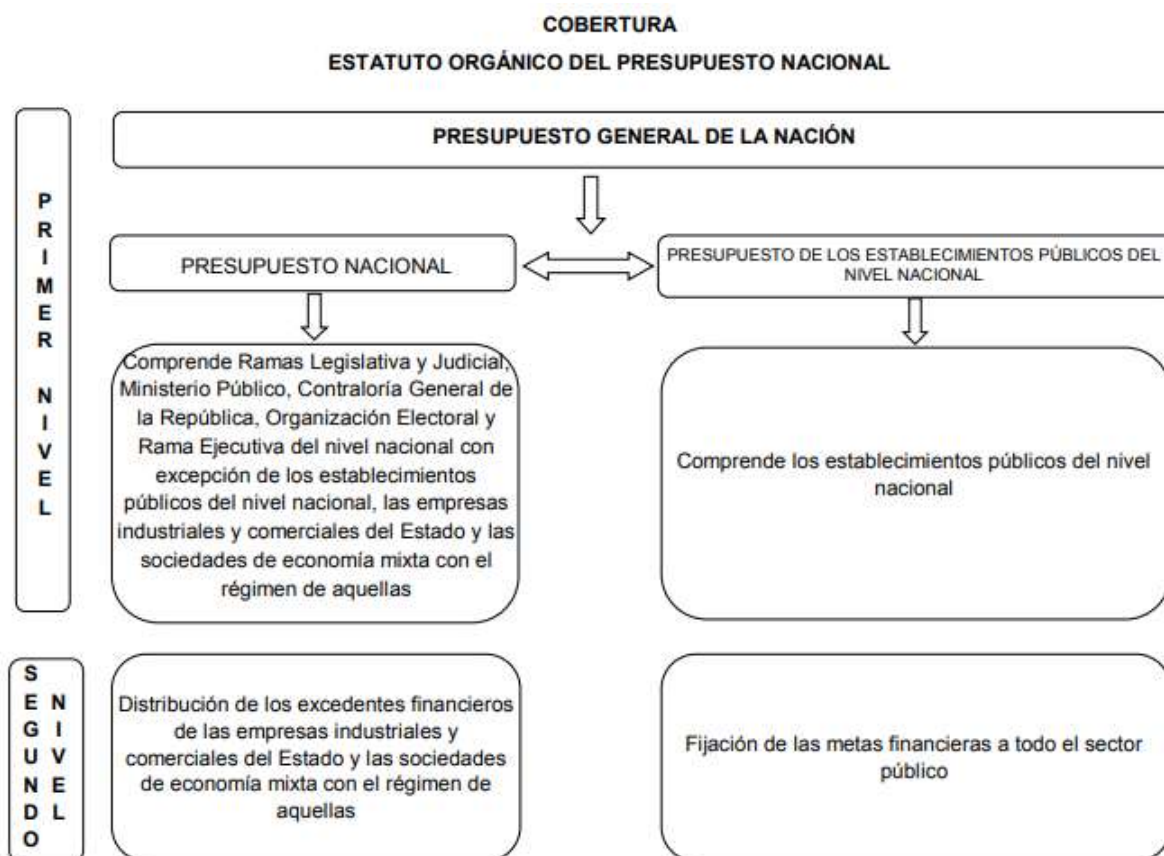 COBERTURA
ESTATUTO ORGÁNICO DEL PRESUPUESTO NACIONAL
PRIMER NIVEL
PRESUPUESTO GENERAL DE LA NACIÓN
PRESUPUESTO NACIONAL
PRESUPUESTO DE LOS ESTABLECIMIENTOS PÚBLICOS DEL
NIVEL NACIONAL
Comprende Ramas Legislativa y Judicial,
Ministerio Público, Contraloría General de
la República, Organización Electoral y
Rama Ejecutiva del nivel nacional con
excepción de los establecimientos
públicos del nivel nacional, las empresas
industriales y comerciales del Estado y las
sociedades de economía mixta con el
régimen de aquellas
Comprende los establecimientos públicos del nivel
nacional
SEGUNDO
NIVEL
Distribución de los excedentes financieros
de las empresas industriales y
comerciales del Estado y las sociedades
de economía mixta con el régimen de
aquellas
Fijación de las metas financieras a todo el sector
público